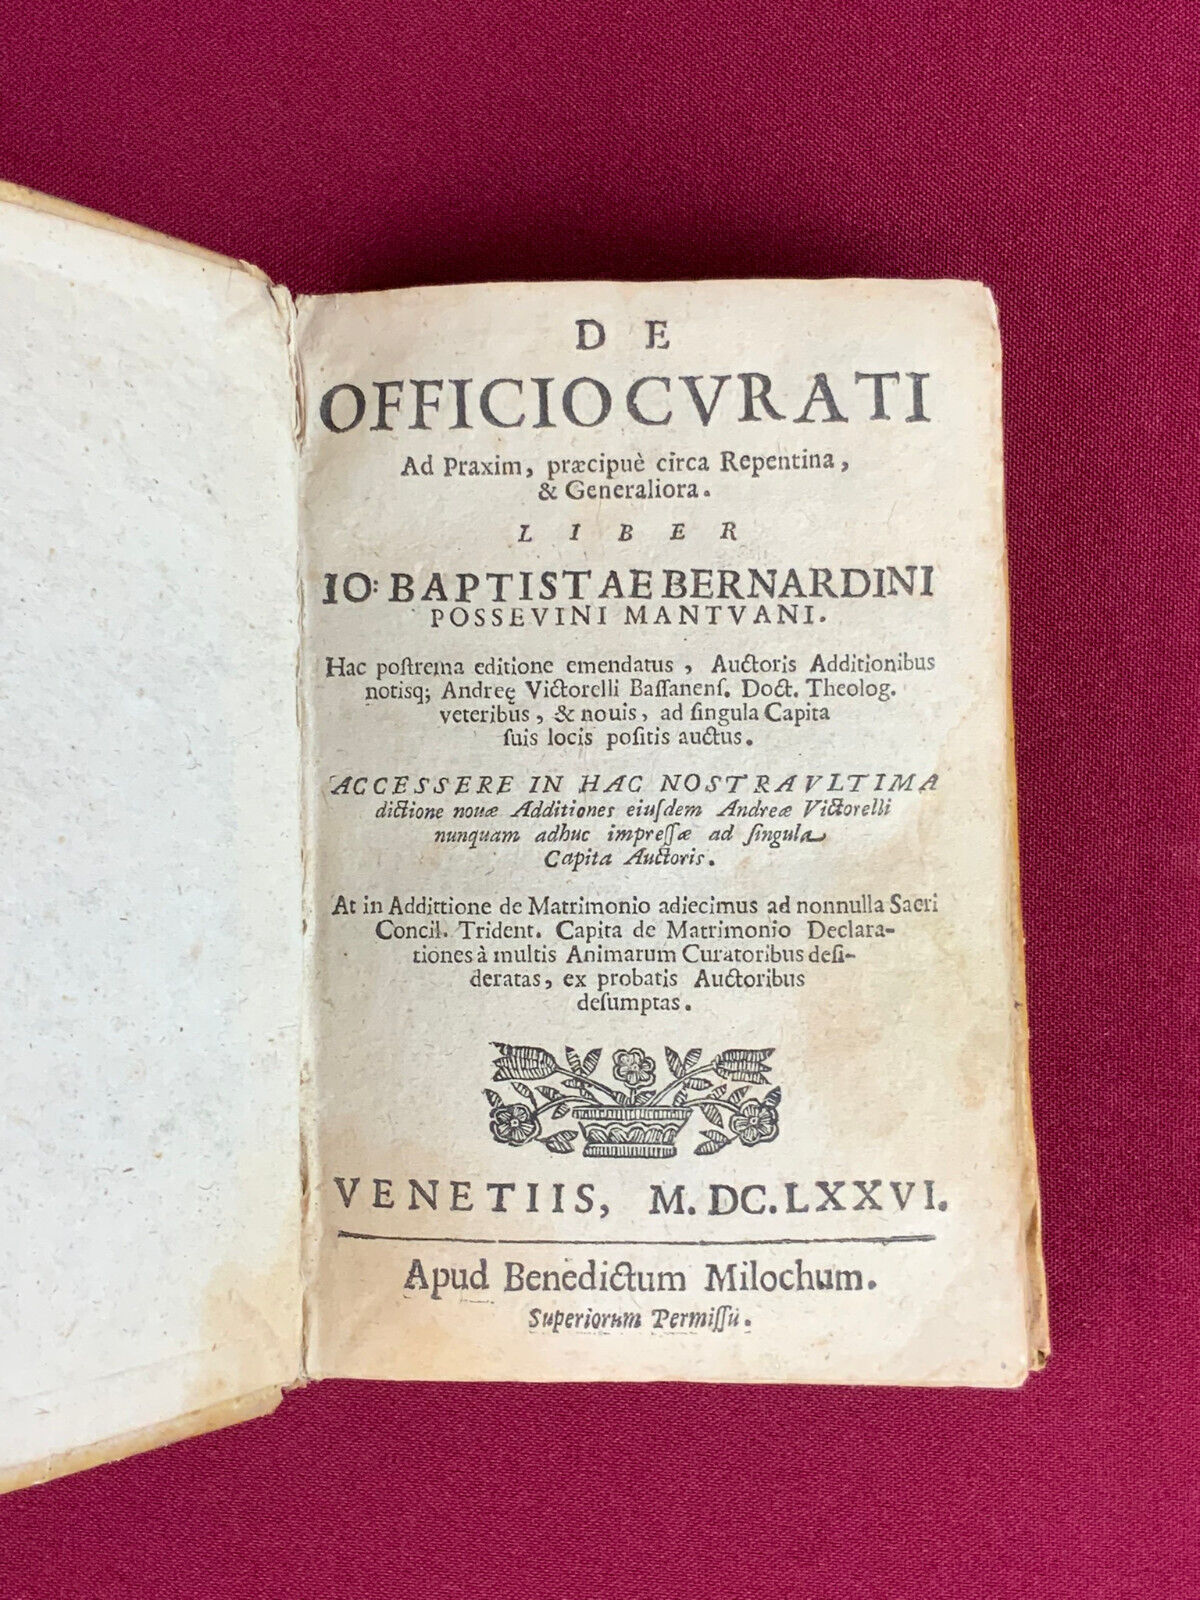 DE
OFFICIO CVRATI
Ad Praxim, præcipuè circa Repentina,
& Generaliora.
LIBER
IO: BAPTISTAE BERNARDINI
POSSEVINI MANTVANI.
Hac poſtrema editione emendatus, Auctoris Additionibus
notisq; Andreę Victorelli Baſſanenſ. Doct. Theolog.
veteribus, & nouis, ad ſingula Capita
ſuis locis poſitis auctus.
ACCESSERE IN HAC NOSTRA VLTIMA
dictione nouæ Additiones eiuſdem Andreæ Victorelli
nunquam adhuc impreſſæ ad ſingula
Capita Auctoris.
At in Addittione de Matrimonio adiecimus ad nonnulla Sacri
Concil. Trident. Capita de Matrimonio Declara-
tiones à multis Animarum Curatoribus deſi-
deratas, ex probatis Auctoribus
deſumptas.
VENETIIS, M. DC. LXXVI.
Apud Benedictum Milochum.
Superiorum Permiſſu.